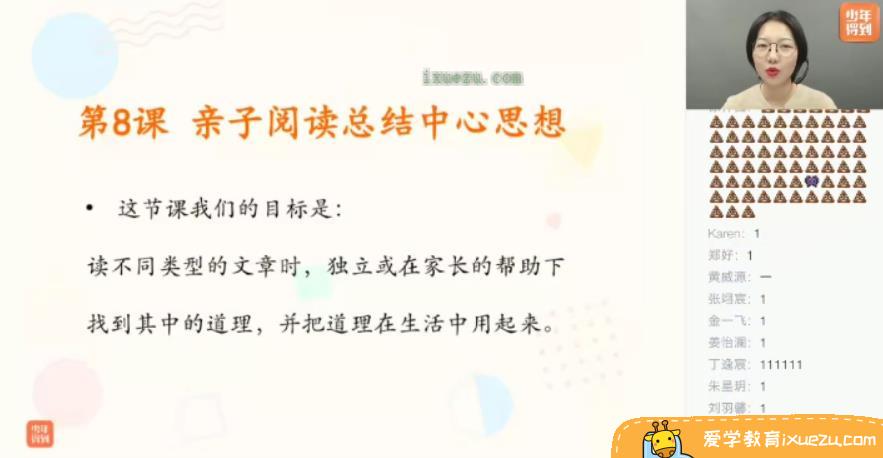 少年
得到
ixuezu.com
第8课 亲子阅读总结中心思想
• 这节课我们的目标是：
读不同类型的文章时，独立或在家长的帮助下
找到其中的道理，并把道理在生活中用起来。
Karen： 1
郑好： 1
黄威源： 一
张翊宸： 1
金一飞： 1
姜怡澜： 1
丁逸宸： 111111
朱星玥： 1
刘羽馨： 1
少年
得到
爱学教育ixuezu.com